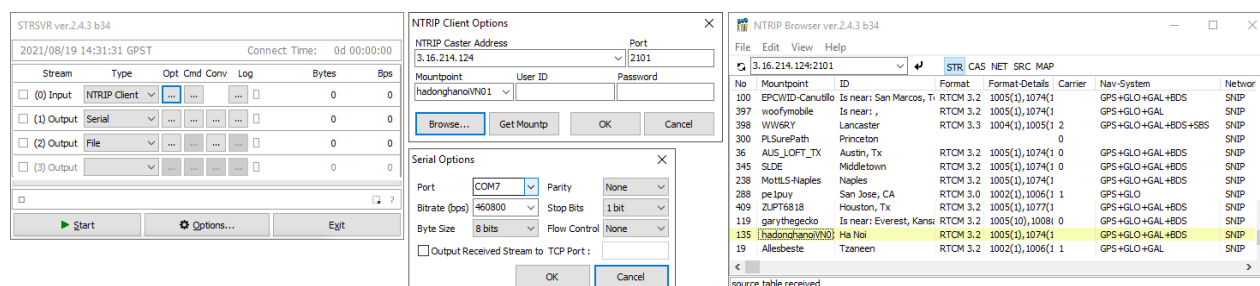 STRSVR ver.2.4.3 b34
2021/08/19 14:31:31 GPST Connect Time: 0d 00:00:00
Stream Type Opt Cmd Conv Log Bytes Bps
(0) Input NTRIP Client ... ... ... 0 0
(1) Output Serial ... ... ... ... 0 0
(2) Output File ... ... ... ... 0 0
(3) Output ... ... ... ... 0 0
?
Start Options... Exit
NTRIP Client Options
NTRIP Caster Address Port
3.16.214.124 2101
Mountpoint User ID Password
hadonghanoiVN01
Browse... Get Mountp OK Cancel
Serial Options
Port COM7 Parity None
Bitrate (bps) 460800 Stop Bits 1 bit
Byte Size 8 bits Flow Control None
Output Received Stream to TCP Port :
OK Cancel
NTRIP Browser ver.2.4.3 b34
File Edit View Help
3.16.214.124:2101 STR CAS NET SRC MAP
No Mountpoint ID Format Format-Details Carrier Nav-System Networ
100 EPCWID-Canutillo Is near: San Marcos, T RTCM 3.2 1005(1),1074(1 GPS+GLO+GAL+BDS SNIP
397 woofymobile Is near: , RTCM 3.2 1005(1),1074(1 GPS+GLO+GAL SNIP
398 WW6RY Lancaster RTCM 3.3 1004(1),1005(1 2 GPS+GLO+GAL+BDS+SBS SNIP
300 PLSurePath Princeton 0 SNIP
36 AUS_LOFT_TX Austin, Tx RTCM 3.2 1005(1),1074(1 0 GPS+GLO+GAL+BDS SNIP
345 SLDE Middletown RTCM 3.2 1005(1),1074(1 0 GPS+GLO+GAL+BDS SNIP
238 MottLS-Naples Naples RTCM 3.2 1005(1),1074(1 GPS+GLO+GAL+BDS SNIP
288 pe1puy San Jose, CA RTCM 3.0 1002(1),1006(1 1 GPS+GLO SNIP
409 ZUPT6818 Houston, Tx RTCM 3.2 1005(1),1077(1 GPS+GLO+GAL+BDS SNIP
119 garythegecko Is near: Everest, Kansa RTCM 3.2 1005(10),1008( 0 GPS+GLO+GAL+BDS SNIP
135 hadonghanoiVN01 Ha Noi RTCM 3.2 1005(1),1074(1 GPS+GLO+GAL+BDS SNIP
19 Allesbeste Tzaneen RTCM 3.2 1002(1),1006(1 1 GPS+GLO+GAL SNIP
source table received